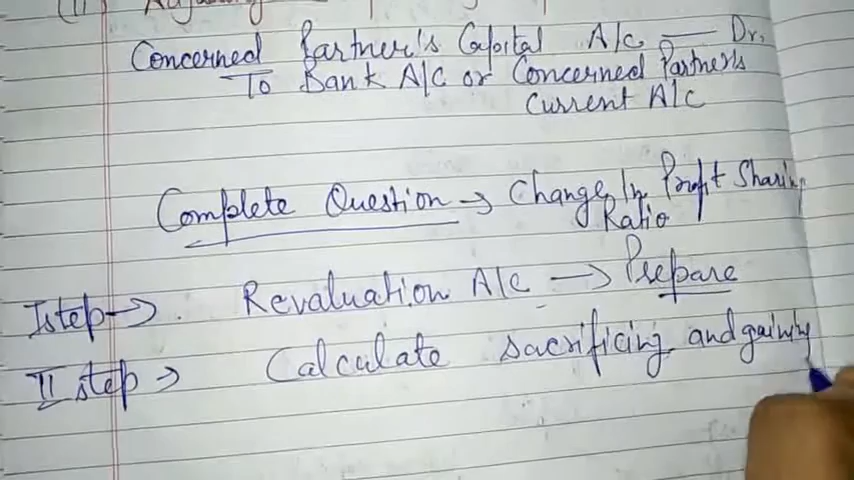 (ii)
Concerned Partner's Capital A/c — Dr.
To Bank A/C or Concerned Partner's
Current A/c
Complete Question → Change In Profit Sharing
Ratio
I step → Revaluation A/c → Prepare
II step → Calculate sacrificing and gaining